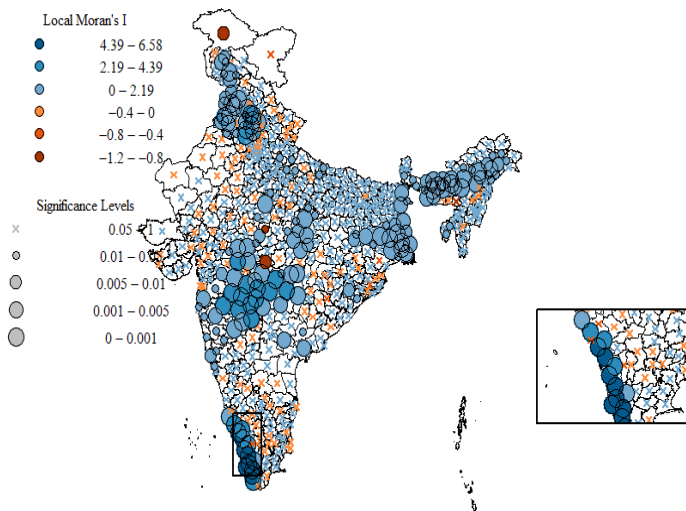 Local Moran's I
4.39 – 6.58
2.19 – 4.39
0 – 2.19
−0.4 – 0
−0.8 – −0.4
−1.2 – −0.8
Significance Levels
0.05 – 1
0.01 –
0.005 – 0.01
0.001 – 0.005
0 – 0.001